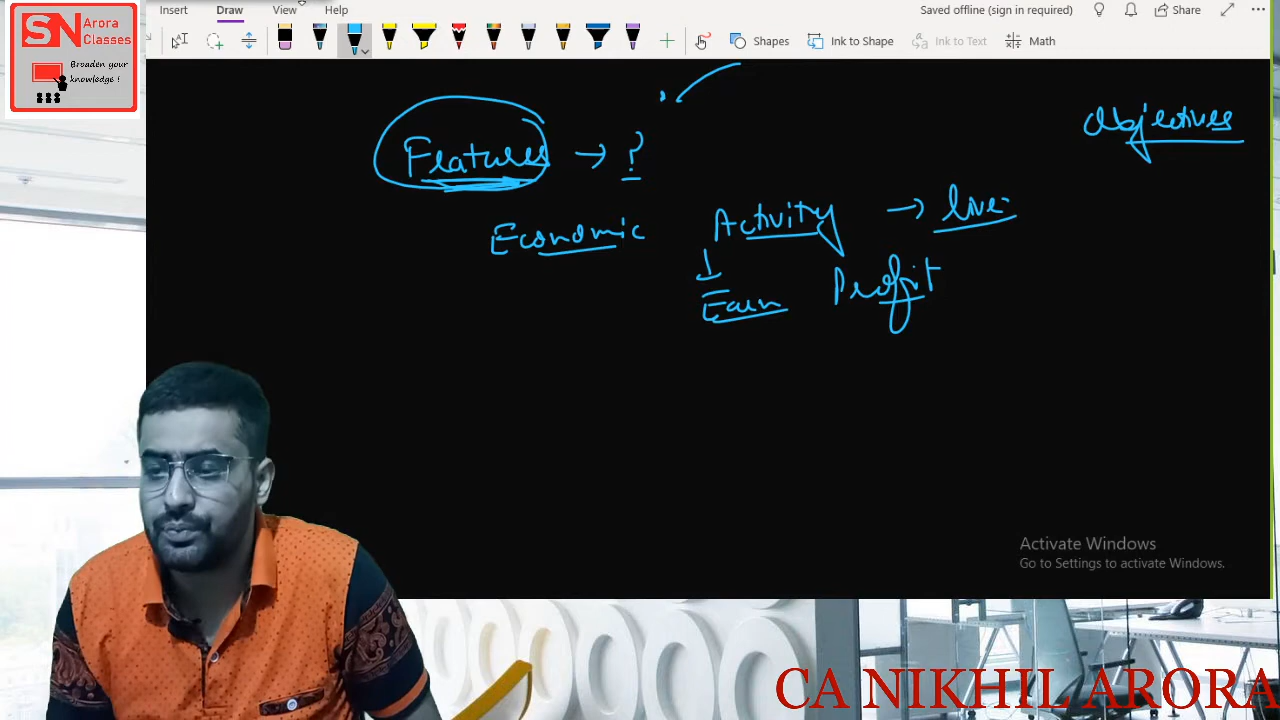 SN
Arora
Classes
Broaden your
knowledge !
Insert Draw View Help
Saved offline (sign in required)
Share
Shapes
Ink to Shape
Ink to Text
Math
Objectives
Features → ?
Economic Activity → live
Earn Profit
Activate Windows
Go to Settings to activate Windows.
CA NIKHIL ARORA